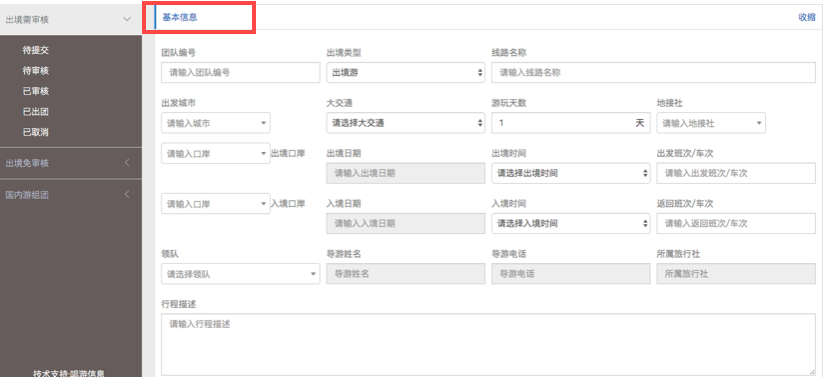 出境需审核
待提交
待审核
已审核
已出团
已取消
出境免审核
国内游组团
技术支持:竭游信息
基本信息
收缩
团队编号 出境类型 线路名称
请输入团队编号 出境游 请输入线路名称
出发城市 大交通 游玩天数 地接社
请输入城市 请选择大交通 1 天 请输入地接社
出境口岸 出境日期 出境时间 出发班次/车次
请输入口岸 请输入出境日期 请选择出境时间 请输入出发班次/车次
入境口岸 入境日期 入境时间 返回班次/车次
请输入口岸 请输入入境日期 请选择入境时间 请输入返回班次/车次
领队 导游姓名 导游电话 所属旅行社
请选择领队 导游姓名 导游电话 所属旅行社
行程描述
请输入行程描述